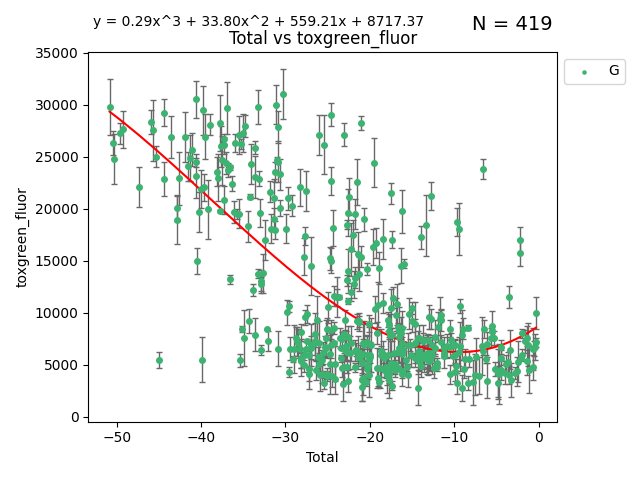 y = 0.29x^3 + 33.80x^2 + 559.21x + 8717.37
N = 419
Total vs toxgreen_fluor
G
toxgreen_fluor
35000
30000
25000
20000
15000
10000
5000
0
−50
−40
−30
−20
−10
0
Total